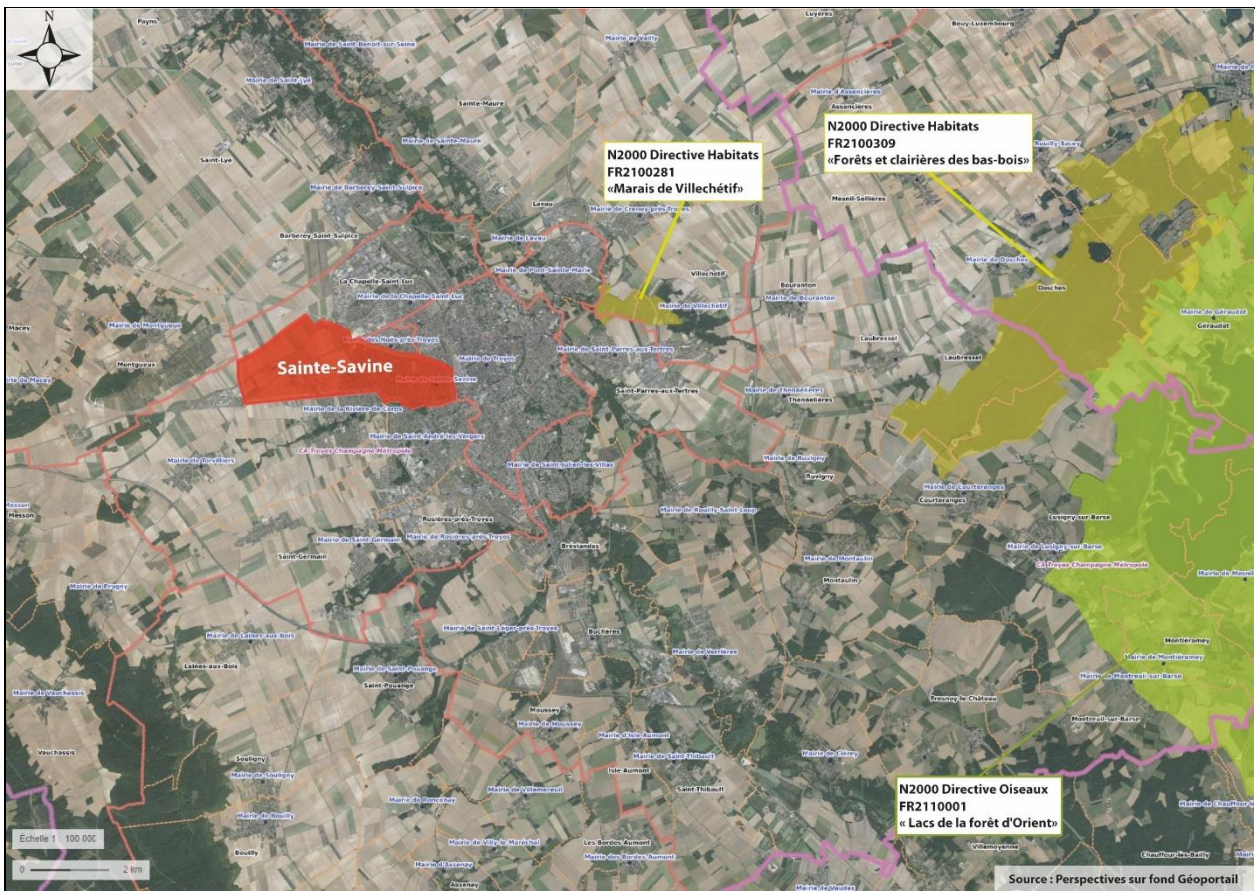 N
Payns
Luyères
Bouy-Luxembourg
Mairie de Saint-Benoit-sur-Seine
Mairie de Vailly
Mairie de Saint-Lyé
Mairie d'Assencières
Assencières
Sainte-Maure
N2000 Directive Habitats
FR2100309
«Forêts et clairières des bas-bois»
Mairie de Sainte-Maure
N2000 Directive Habitats
FR2100281
«Marais de Villechétif»
Rouilly-Sacey
Saint-Lyé
Mairie de Barberey-Saint-Sulpice
Mesnil-Sellières
Lavau
Mairie de Creney-près-Troyes
Barberey-Saint-Sulpice
Mairie de Lavau
Mairie de Dosches
Mairie de Pont-Sainte-Marie
Villechétif
La Chapelle-Saint-Luc
Bouranton
Dosches
Mairie de la Chapelle-Saint-Luc
Mairie de Villechétif
Mairie de Bouranton
Mairie de Géraudot
Géraudot
Macey
Mairie de Montgueux
Mairie des Noës-près-Troyes
Laubressel
Mairie de Saint-Parres-aux-Tertres
Montgueux
Mairie de Troyes
Laubressel
Sainte-Savine
Mairie de Macey
Mairie de Sainte-Savine
Saint-Parres-aux-Tertres
Mairie de Thennelières
Thennelières
Mairie de la Rivière-de-Corps
Mairie de Saint-André-les-Vergers
CA Troyes Champagne Métropole
Mairie de Torvilliers
Mairie de Saint-Julien-les-Villas
Mairie de Ruvigny
Ruvigny
Mairie de Courteranges
Courteranges
Messon
Mairie de Rouilly-Saint-Loup
Lusigny-sur-Barse
Rosières-près-Troyes
Mairie de Saint-Germain
Mairie de Rosières-près-Troyes
Bréviandes
Mairie de Lusigny-sur-Barse
Saint-Germain
Mairie de Montaulin
CA Troyes Champagne Métropole
Montaulin
Mairie de Prugny
Mairie de Saint-Léger-près-Troyes
Buchères
Mairie de Laines-aux-Bois
Montiéramey
Mairie de Verrières
Mairie de Montiéramey
Laines-aux-Bois
Mairie de Saint-Pouange
Mairie de Montreuil-sur-Barse
Saint-Pouange
Mairie de Vauchassis
Fresnoy-le-Château
Moussey
Mairie de Moussey
Montreuil-sur-Barse
Mairie d'Isle-Aumont
Vauchassis
Mairie de Saint-Thibault
Mairie de Clérey
Souligny
Isle-Aumont
Mairie de Souligny
Mairie de Villemereuil
Saint-Thibault
N2000 Directive Oiseaux
FR2110001
« Lacs de la forêt d'Orient»
Mairie de Roncenay
Mairie de Bouilly
Echelle 1 : 100 000
Mairie de Villy-le-Maréchal
Les Bordes-Aumont
Villemoyenne
Bouilly
Mairie des Bordes-Aumont
Chauffour-lès-Bailly
Mairie d'Assenay
0
2 km
Assenay
Mairie de Vaudes
Source : Perspectives sur fond Géoportail